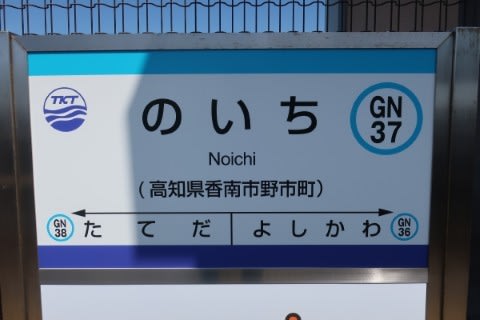 TKT
のいち
GN
37
Noichi
(高知県香南市野市町)
GN
38
たてだ
よしかわ
GN
36